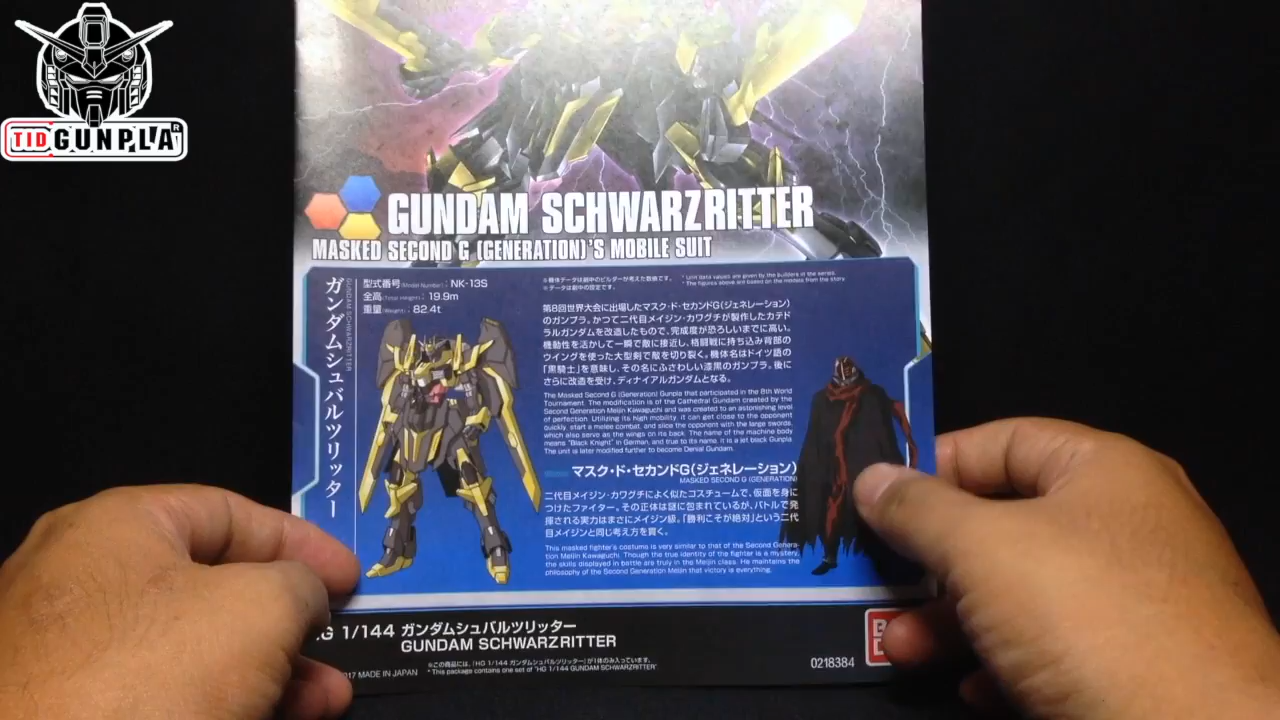 TID GUNPLA R
GUNDAM SCHWARZRITTER
MASKED SECOND G (GENERATION)'S MOBILE SUIT
ガンダムシュバルツリッター
GUNDAM SCHWARZRITTER
型式番号(Model Number): NK-13S
全高(Total Height): 19.9m
重量(Weight): 82.4t
※機体データは劇中のビルダーが考えた数値です。
※データは劇中の設定です。
* Unit data values are given by the builders in the series.
* The figures above are based on the models from the story.
第8回世界大会に出場したマスク・ド・セカンドG(ジェネレーション)
のガンプラ。かつて二代目メイジン・カワグチが製作したカテド
ラルガンダムを改造したもので、完成度が恐ろしいまでに高い。
機動性を活かして一瞬で敵に接近し、格闘戦に持ち込み背部の
ウイングを使った大型剣で敵を切り裂く。機体名はドイツ語の
「黒騎士」を意味し、その名にふさわしい漆黒のガンプラ。後に
さらに改造を受け、ディナイアルガンダムとなる。
The Masked Second G (Generation) Gunpla that participated in the 8th World
Tournament. The modification is of the Cathedral Gundam created by the
Second Generation Meijin Kawaguchi and was created to an astonishing level
of perfection. Utilizing its high mobility, it can get close to the opponent
quickly, start a melee combat, and slice the opponent with the large swords,
which also serve as the wings on its back. The name of the machine body
means "Black Knight" in German, and true to its name, it is a jet black Gunpla.
The unit is later modified further to become Denial Gundam.
マスク・ド・セカンドG(ジェネレーション)
MASKED SECOND G (GENERATION)
二代目メイジン・カワグチによく似たコスチュームで、仮面を身に
つけたファイター。その正体は謎に包まれているが、バトルで発
揮される実力はまさにメイジン級。「勝利こそが絶対」という二代
目メイジンと同じ考え方を貫く。
This masked fighter's costume is very similar to that of the Second Genera-
tion Meijin Kawaguchi. Though the true identity of the fighter is a mystery,
the skills displayed in battle are truly in the Meijin class. He maintains the
philosophy of the Second Generation Meijin that victory is everything.
HG 1/144 ガンダムシュバルツリッター
GUNDAM SCHWARZRITTER
2017 MADE IN JAPAN
※この商品には、「HG 1/144 ガンダムシュバルツリッター」が1体のみ入っています。
* This package contains one set of "HG 1/144 GUNDAM SCHWARZRITTER".
0218384